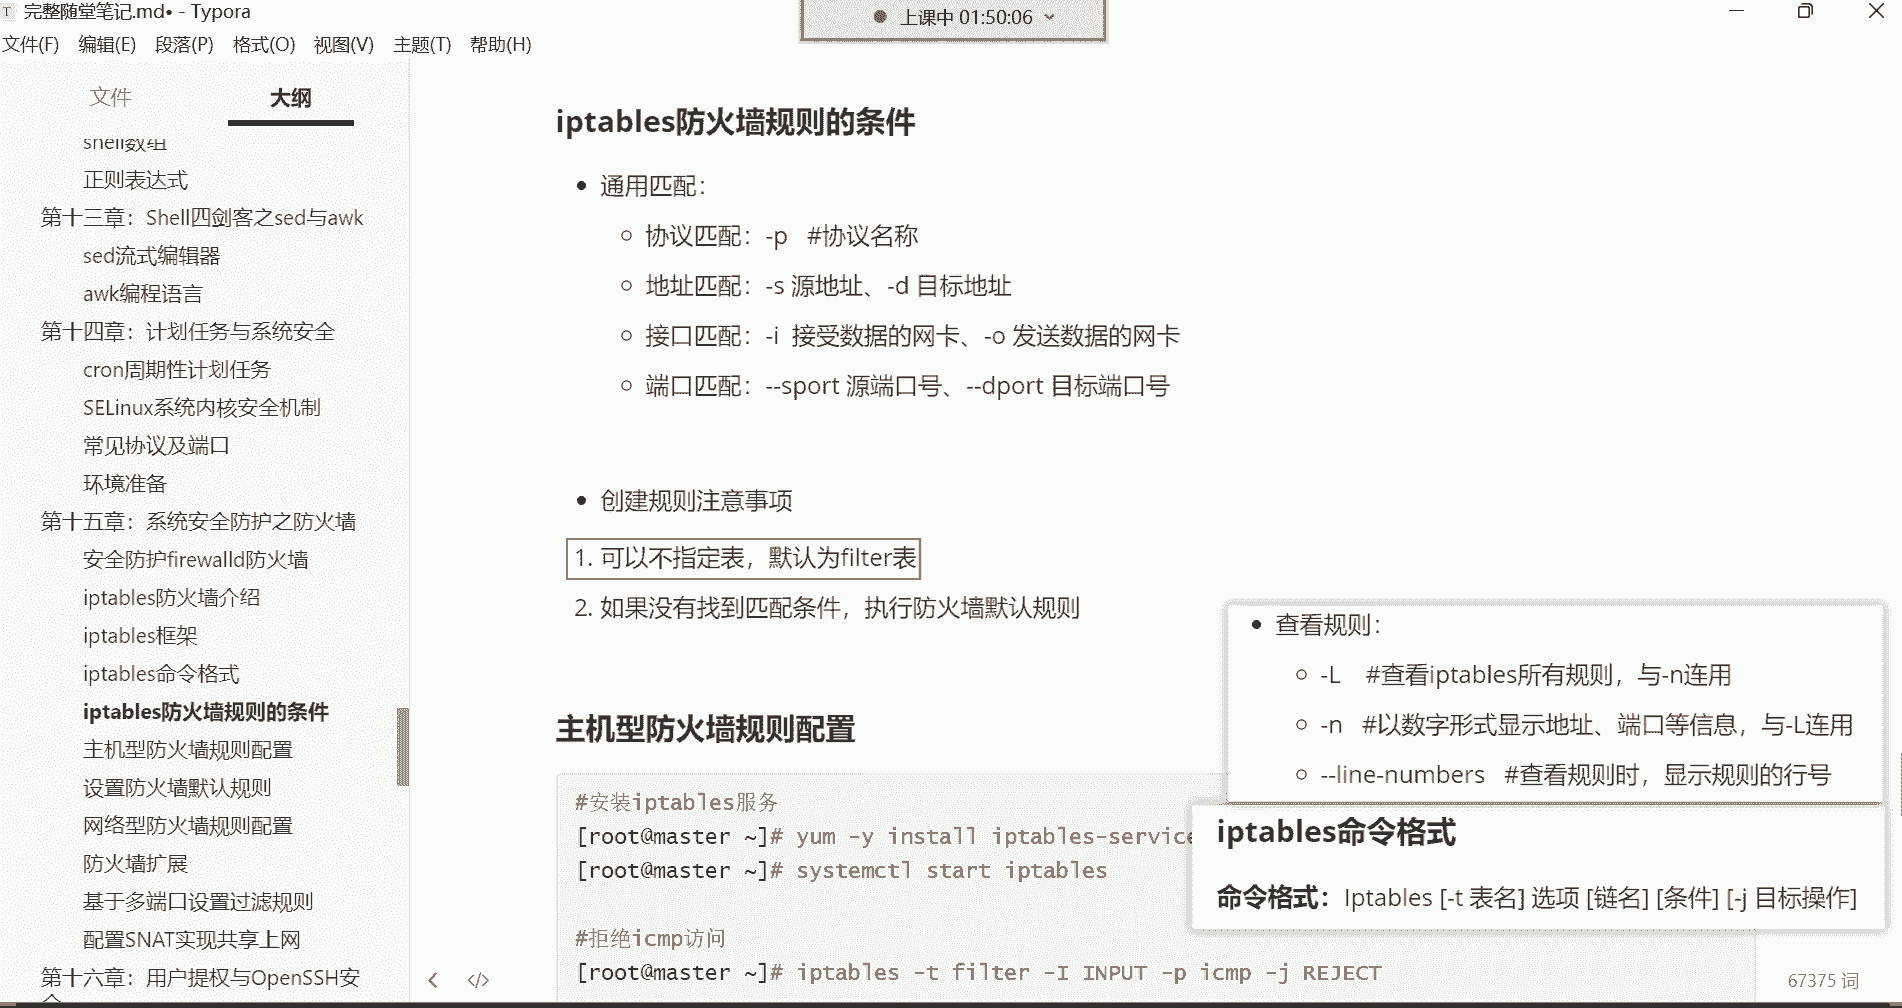 完整随堂笔记.md• - Typora
上课中 01:50:06
文件(F) 编辑(E) 段落(P) 格式(O) 视图(V) 主题(T) 帮助(H)
文件 大纲
shell数组
正则表达式
第十三章：Shell四剑客之sed与awk
sed流式编辑器
awk编程语言
第十四章：计划任务与系统安全
cron周期性计划任务
SELinux系统内核安全机制
常见协议及端口
环境准备
第十五章：系统安全防护之防火墙
安全防护firewalld防火墙
iptables防火墙介绍
iptables框架
iptables命令格式
iptables防火墙规则的条件
主机型防火墙规则配置
设置防火墙默认规则
网络型防火墙规则配置
防火墙扩展
基于多端口设置过滤规则
配置SNAT实现共享上网
第十六章：用户提权与OpenSSH安
iptables防火墙规则的条件
通用匹配：
协议匹配：-p #协议名称
地址匹配：-s 源地址、-d 目标地址
接口匹配：-i 接受数据的网卡、-o 发送数据的网卡
端口匹配：--sport 源端口号、--dport 目标端口号
创建规则注意事项
1. 可以不指定表，默认为filter表
2. 如果没有找到匹配条件，执行防火墙默认规则
主机型防火墙规则配置
#安装iptables服务
[root@master ~]# yum -y install iptables-service
[root@master ~]# systemctl start iptables
#拒绝icmp访问
[root@master ~]# iptables -t filter -I INPUT -p icmp -j REJECT
查看规则：
-L #查看iptables所有规则，与-n连用
-n #以数字形式显示地址、端口等信息，与-L连用
--line-numbers #查看规则时，显示规则的行号
iptables命令格式
命令格式：Iptables [-t 表名] 选项 [链名] [条件] [-j 目标操作]
67375 词